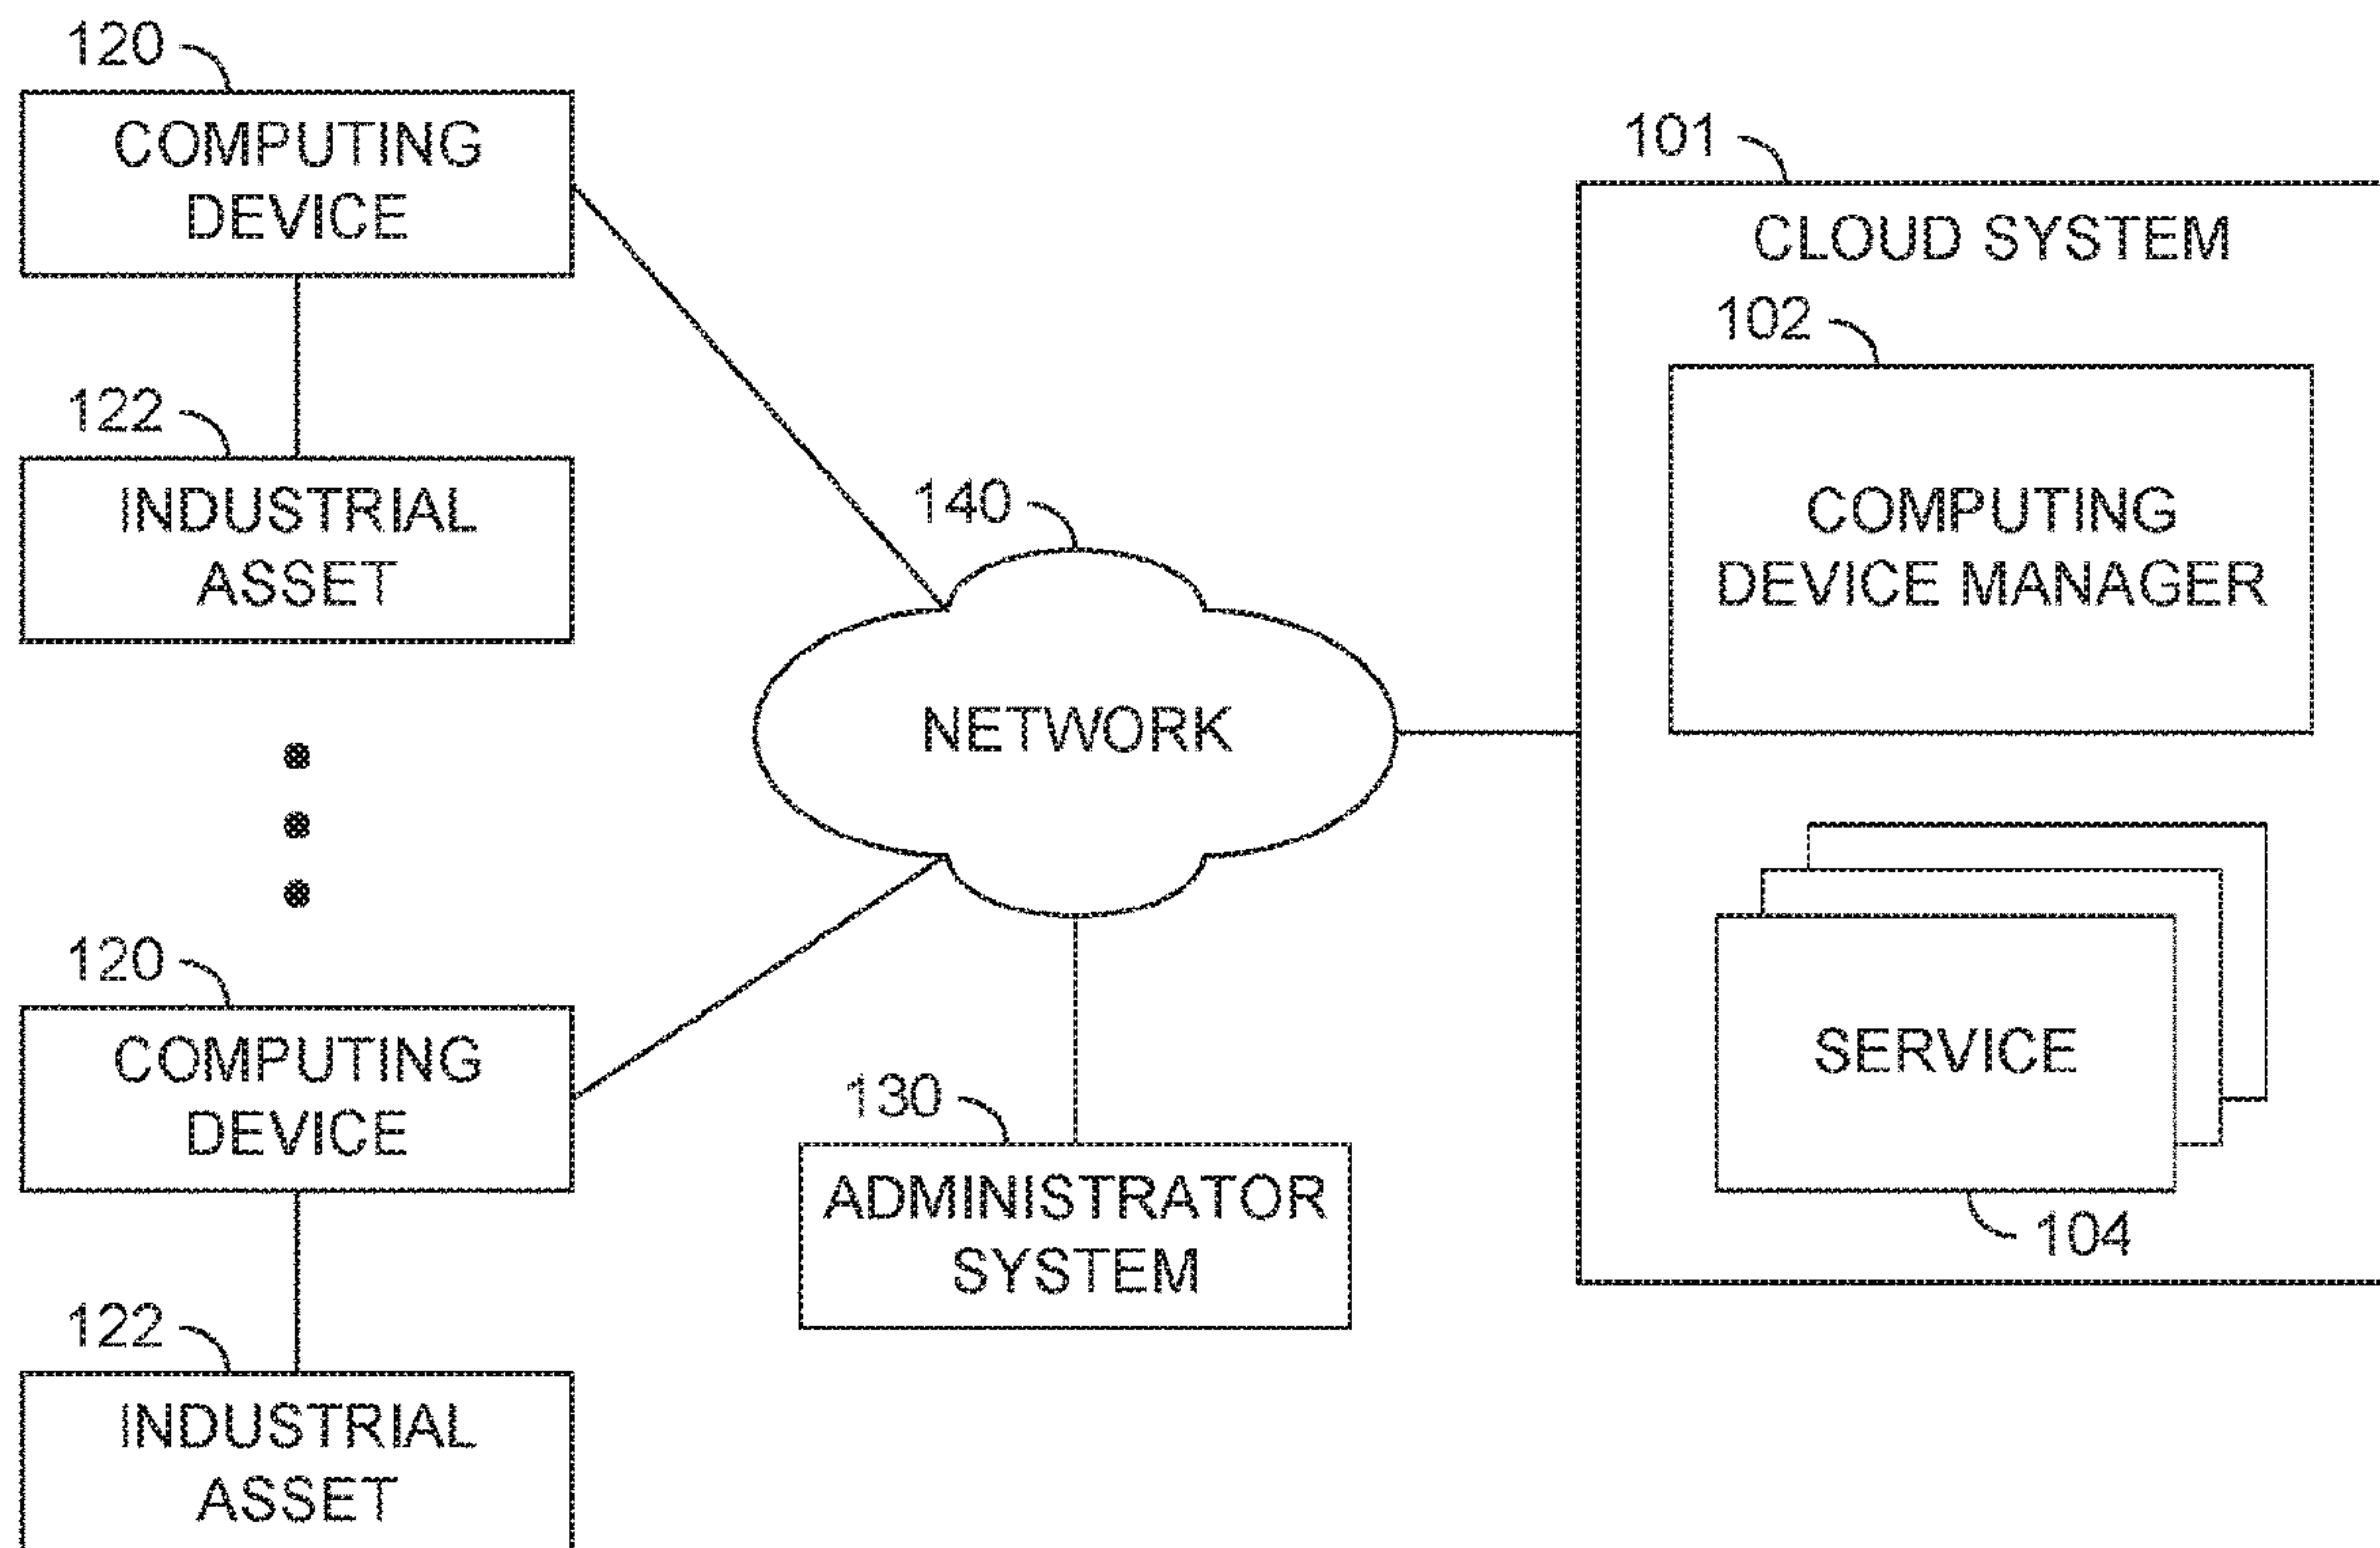 120
COMPUTING
DEVICE
122
INDUSTRIAL
ASSET
120
COMPUTING
DEVICE
122
INDUSTRIAL
ASSET
140
NETWORK
130
ADMINISTRATOR
SYSTEM
101
CLOUD SYSTEM
102
COMPUTING
DEVICE MANAGER
SERVICE
104